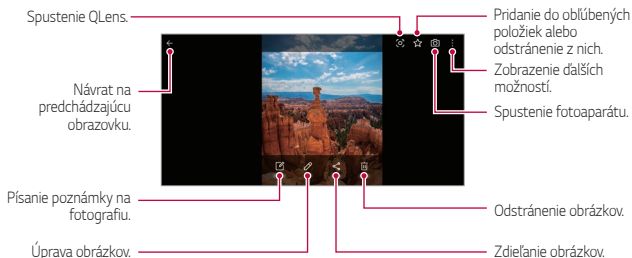 Spustenie QLens.
Návrat na
predchádzajúcu
obrazovku.
Písanie poznámky na
fotografiu.
Úprava obrázkov.
Pridanie do obľúbených
položiek alebo
odstránenie z nich.
Zobrazenie ďalších
možností.
Spustenie fotoaparátu.
Odstránenie obrázkov.
Zdieľanie obrázkov.